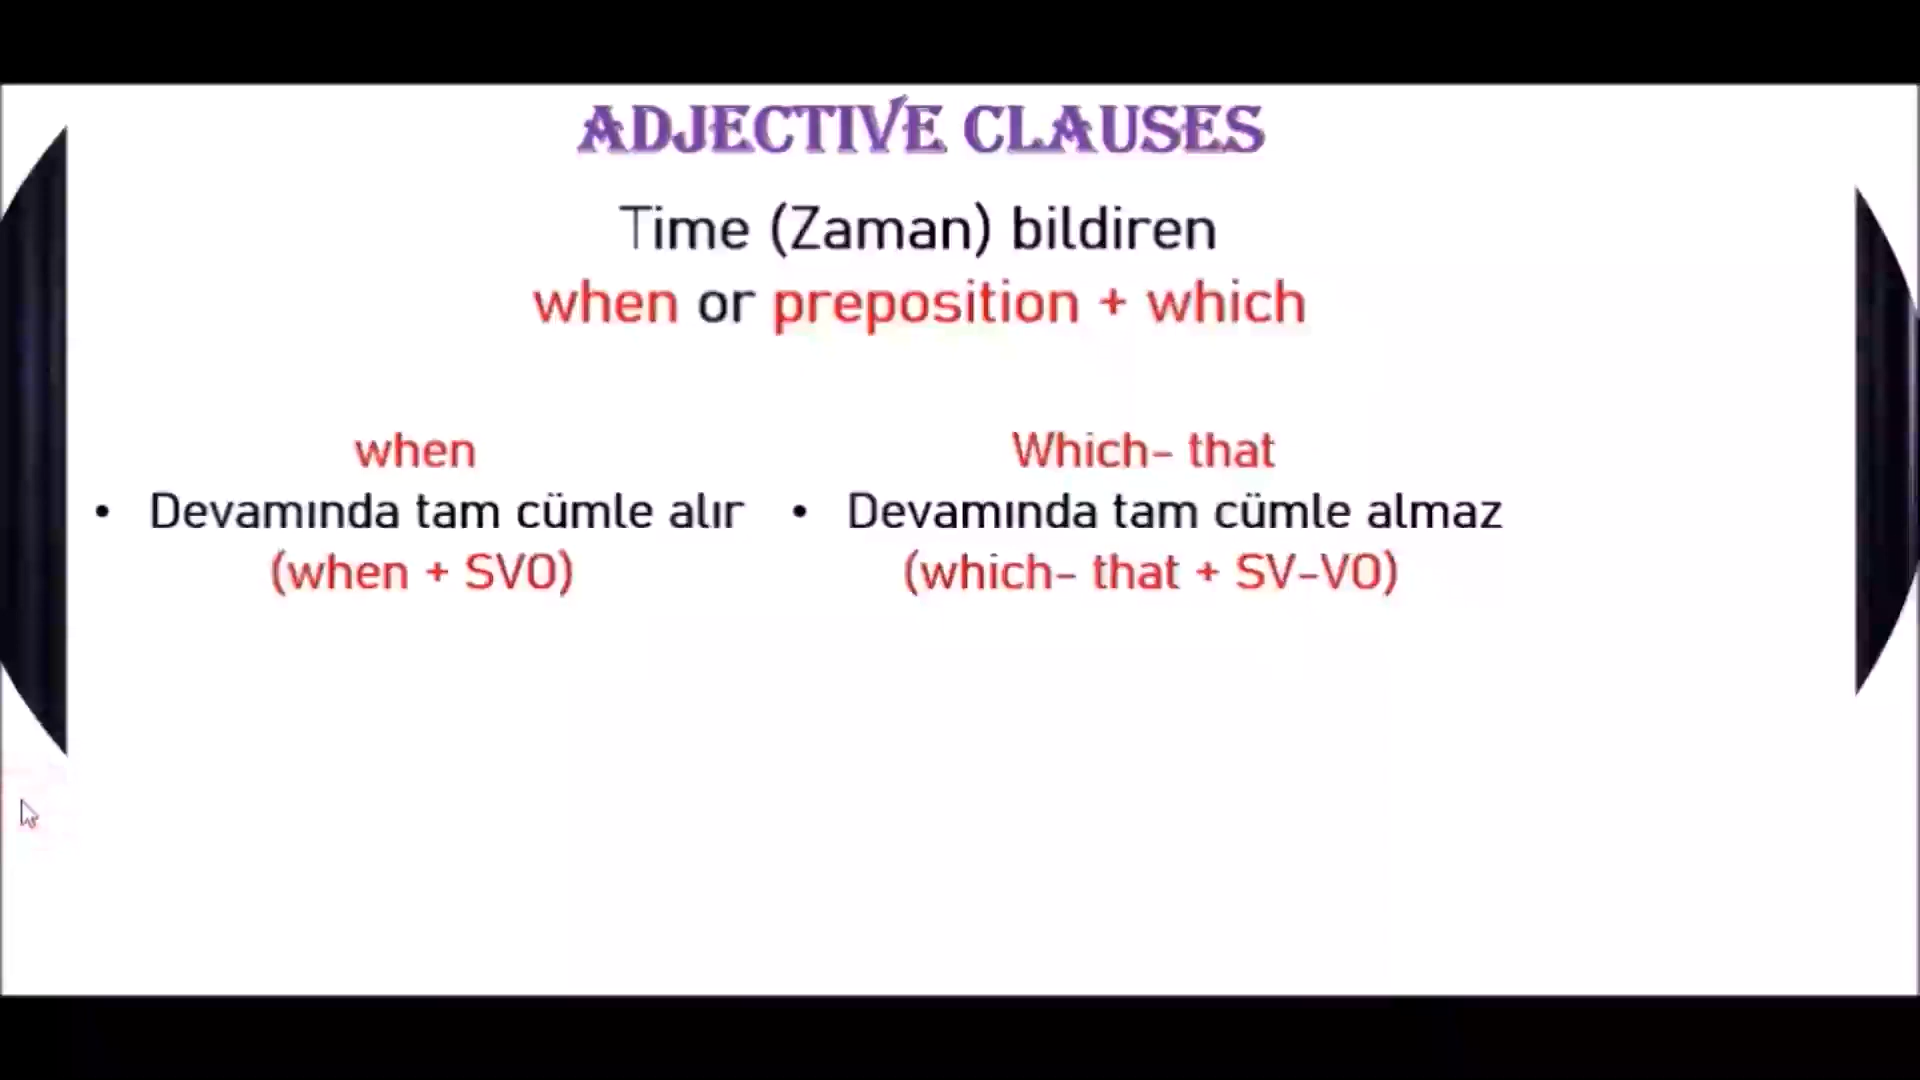 ADJECTIVE CLAUSES
Time (Zaman) bildiren
when or preposition + which
when
• Devamında tam cümle alır
(when + SVO)
Which- that
• Devamında tam cümle almaz
(which- that + SV-VO)